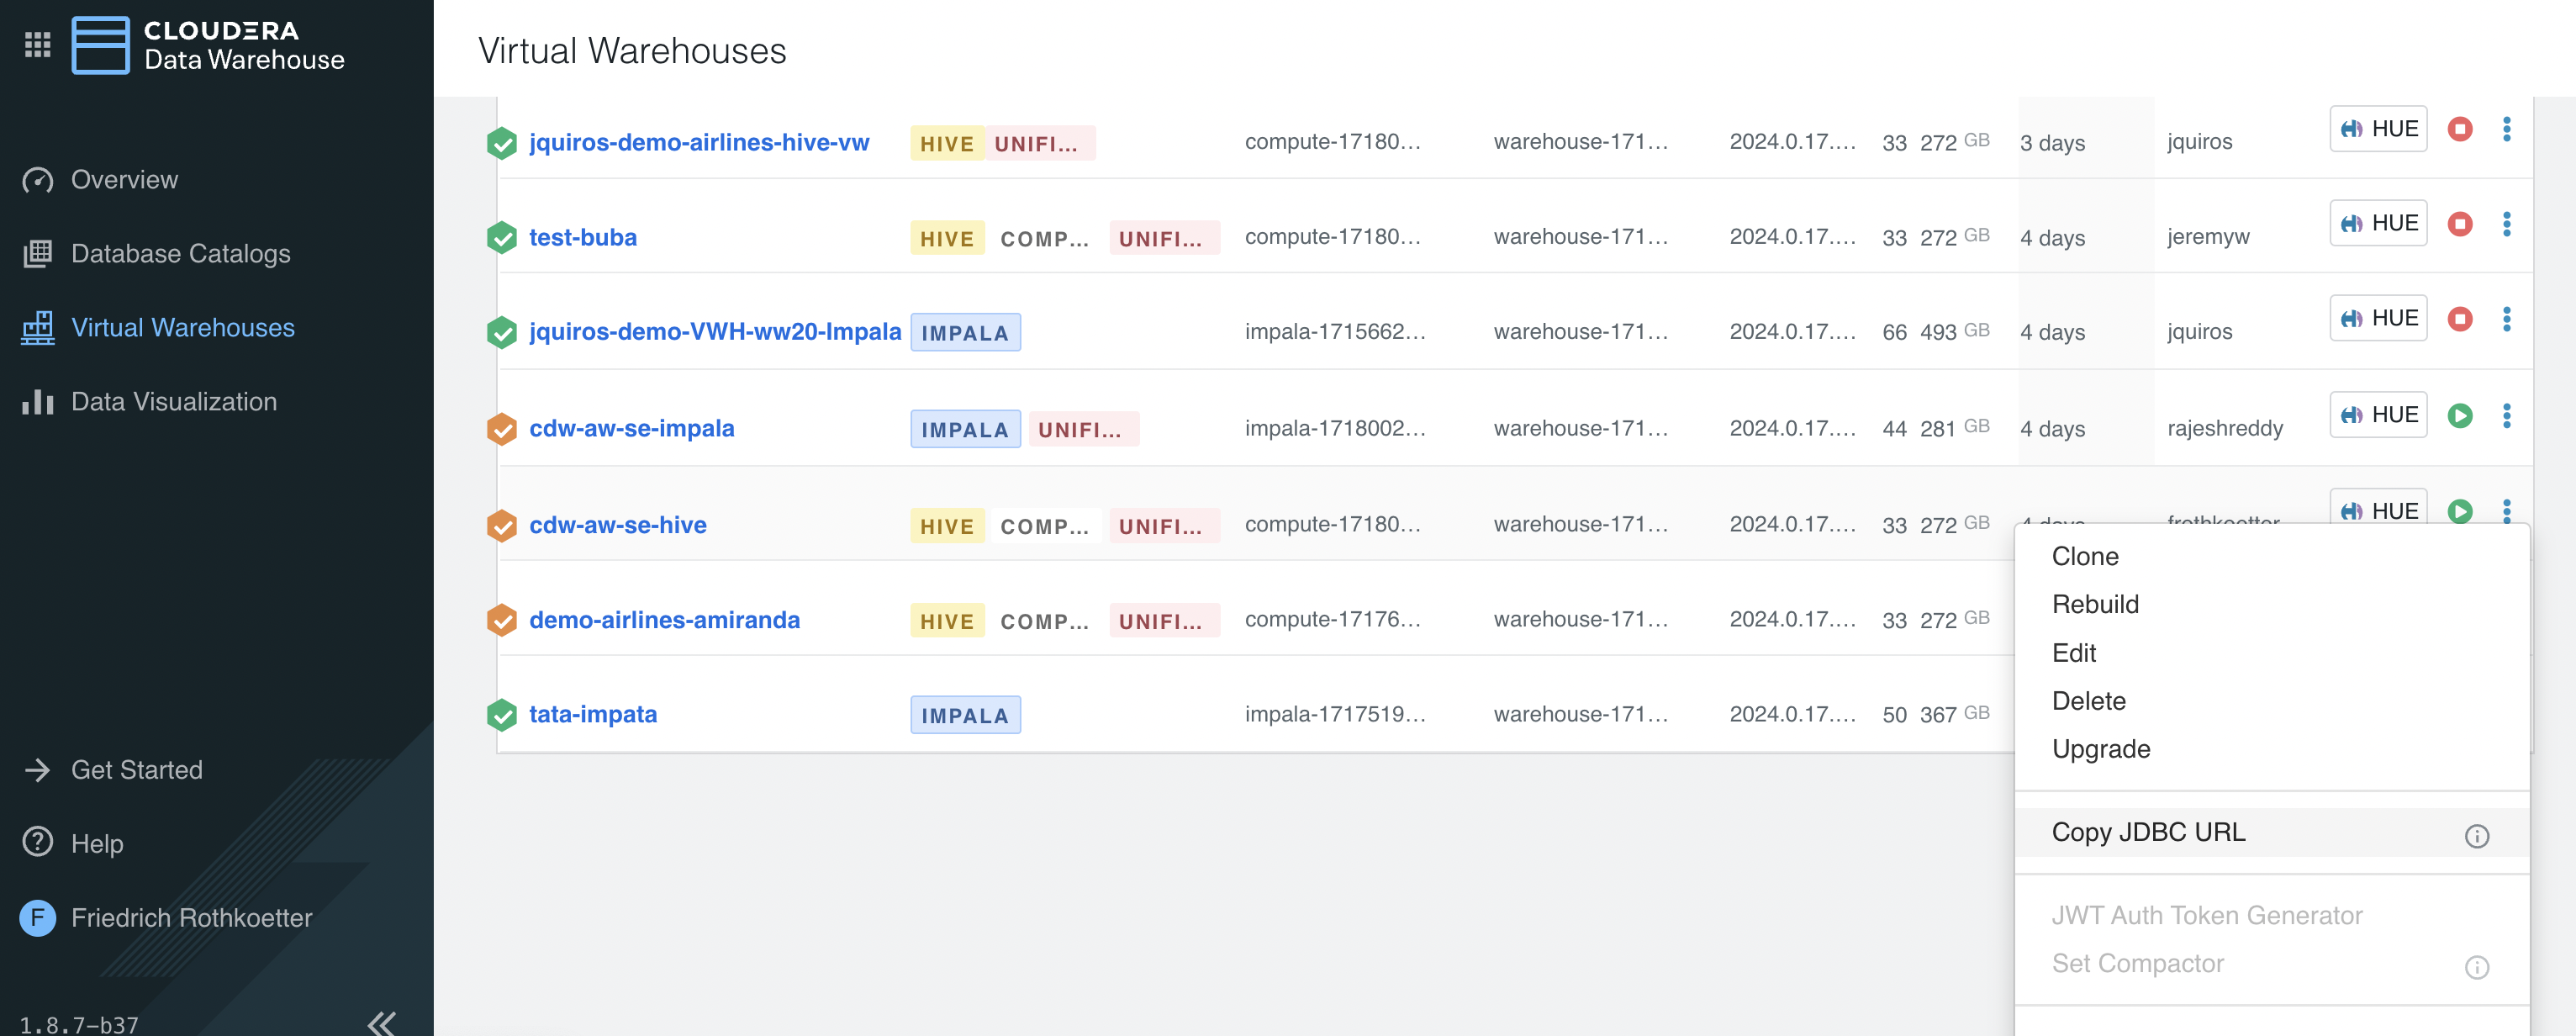 CLOUDERA
Data Warehouse
Overview
Database Catalogs
Virtual Warehouses
Data Visualization
Get Started
Help
F Friedrich Rothkoetter
1.8.7-b37
Virtual Warehouses
jquiros-demo-airlines-hive-vw HIVE UNIFI... compute-17180... warehouse-171... 2024.0.17.... 33 272 GB 3 days jquiros HUE
test-buba HIVE COMP... UNIFI... compute-17180... warehouse-171... 2024.0.17.... 33 272 GB 4 days jeremyw HUE
jquiros-demo-VWH-ww20-Impala IMPALA impala-1715662... warehouse-171... 2024.0.17.... 66 493 GB 4 days jquiros HUE
cdw-aw-se-impala IMPALA UNIFI... impala-1718002... warehouse-171... 2024.0.17.... 44 281 GB 4 days rajeshreddy HUE
cdw-aw-se-hive HIVE COMP... UNIFI... compute-17180... warehouse-171... 2024.0.17.... 33 272 GB 4 days frothkoetter HUE
demo-airlines-amiranda HIVE COMP... UNIFI... compute-17176... warehouse-171... 2024.0.17.... 33 272 GB
tata-impata IMPALA impala-1717519... warehouse-171... 2024.0.17.... 50 367 GB
Clone
Rebuild
Edit
Delete
Upgrade
Copy JDBC URL
JWT Auth Token Generator
Set Compactor